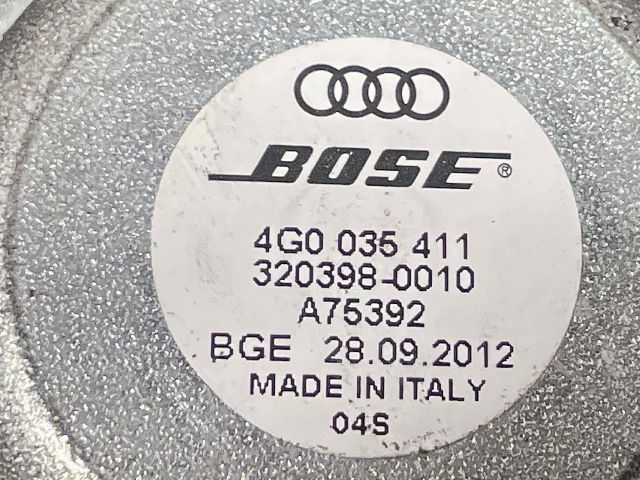 BOSE®
4G0 035 411
320398-0010
A75392
BGE 28.09.2012
MADE IN ITALY
04S